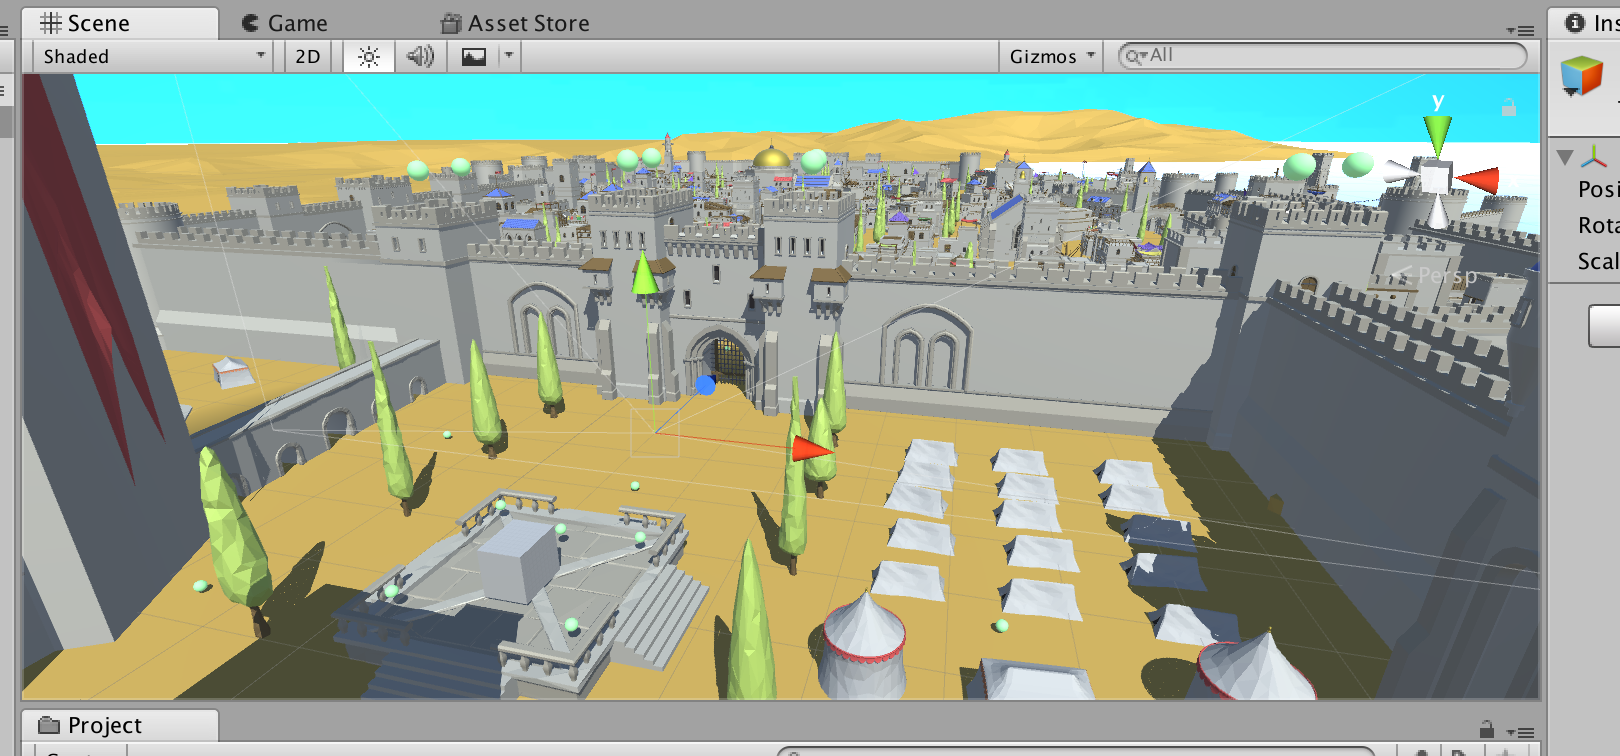 Scene Game Asset Store Ins
Shaded 2D Gizmos All
y
Posi
Rota
Persp
Scal
Project